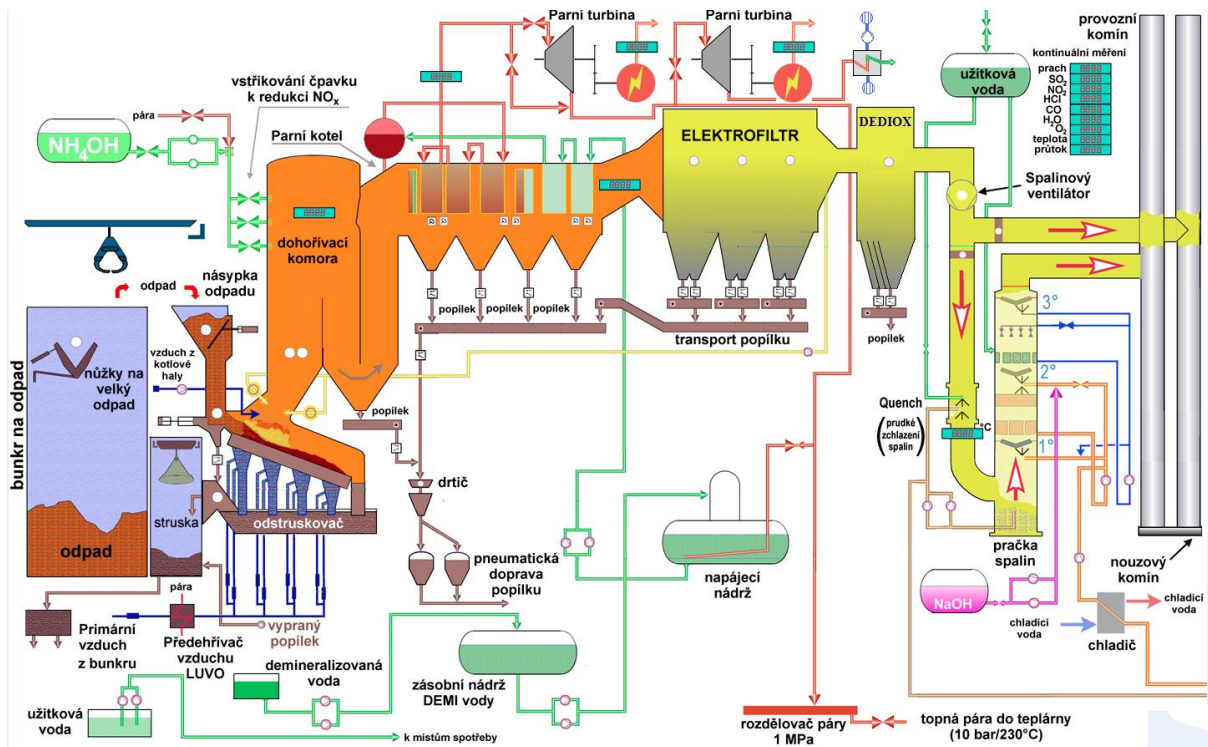 Parní turbina
Parní turbina
provozní
komín
kontinuální měření
prach
SO₂
NO₂
HCl
CO
H₂O
O₂
teplota
průtok
užitková
voda
vstřikování čpavku
k redukci NOₓ
pára
NH₄OH
Parní kotel
ELEKTROFILTR
DEDIOX
Spalinový
ventilátor
dohořívací
komora
násypka
odpadu
odpad
popílek
popílek
popílek
popílek
transport popílku
popílek
3°
2°
1°
vzduch z
kotlové
haly
nůžky na
velký
odpad
bunkr na odpad
Quench
(prudké
zchlazení
spalin)
°C
popílek
drtič
struska
odstruskovač
odpad
pneumatická
doprava
popílku
napájecí
nádrž
pračka
spalin
nouzový
komín
NaOH
chladicí
voda
chladicí
voda
chladič
pára
Primární
vzduch
z bunkru
Předehřívač
vzduchu
LUVO
vypraný
popílek
demineralizovaná
voda
zásobní nádrž
DEMI vody
užitková
voda
k místům spotřeby
rozdělovač páry
1 MPa
topná pára do teplárny
(10 bar/230°C)